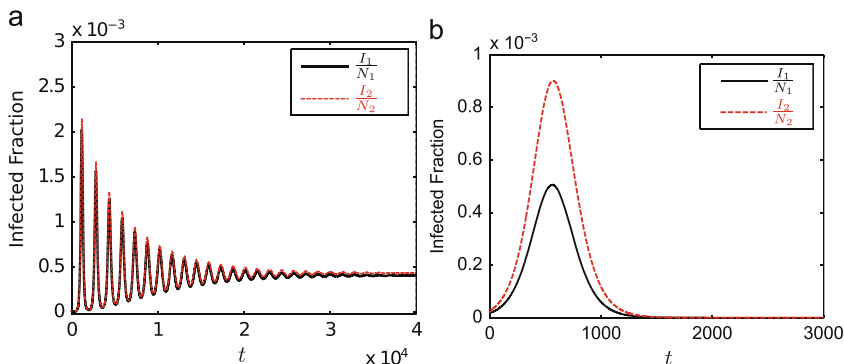 a
x 10⁻³
3
2.5
2
1.5
1
0.5
0
0
1
2
3
4
x 10⁴
t
Infected Fraction
I₁
N₁
I₂
N₂
b
x 10⁻³
1
0.8
0.6
0.4
0.2
0
0
1000
2000
3000
t
Infected Fraction
I₁
N₁
I₂
N₂